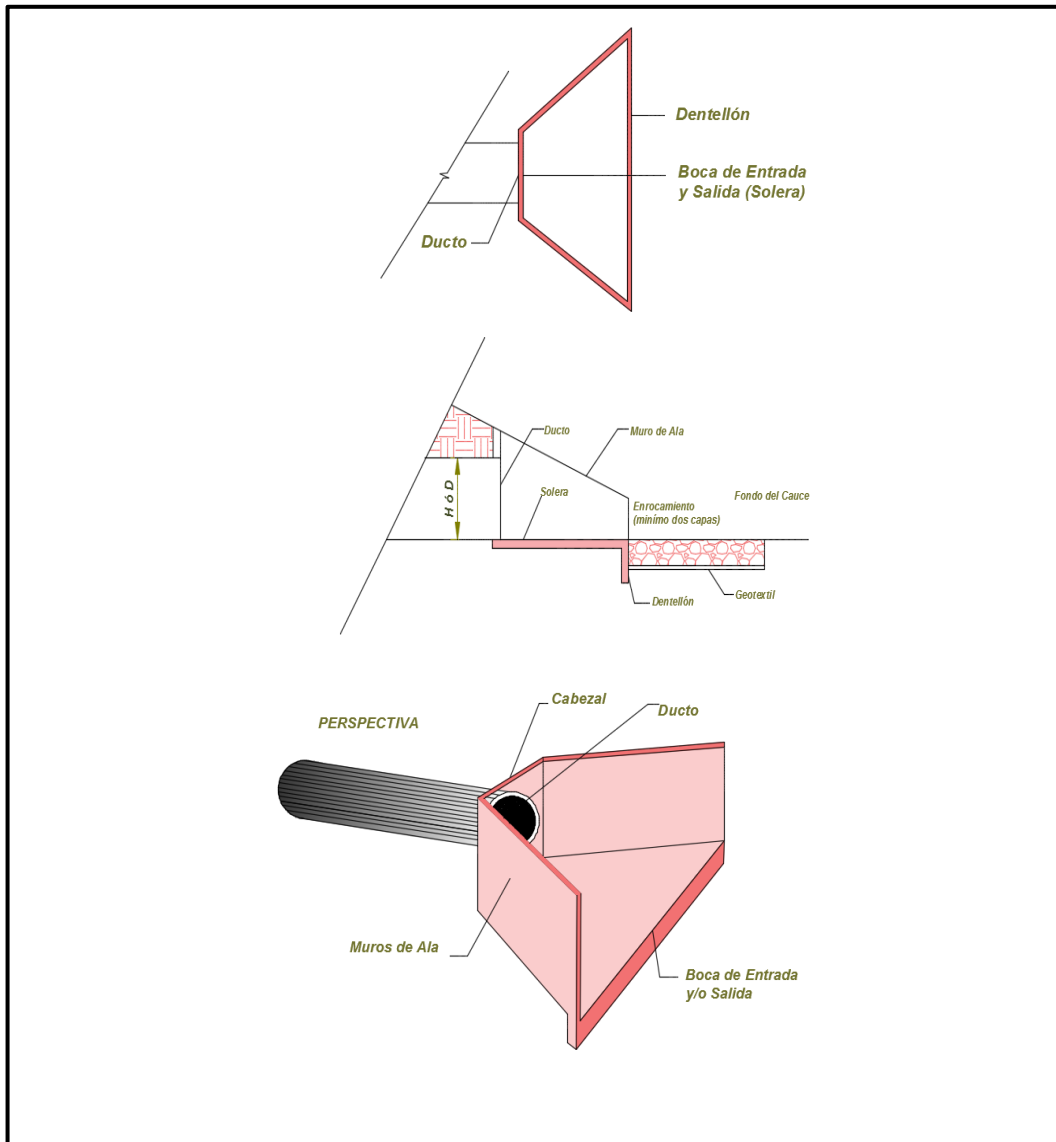 Dentellón
Boca de Entrada
y Salida (Solera)
Ducto
Ducto
Muro de Ala
H ó D
Solera
Fondo del Cauce
Enrocamiento
(minímo dos capas)
Dentellón
Geotextil
Cabezal
Ducto
PERSPECTIVA
Muros de Ala
Boca de Entrada
y/o Salida